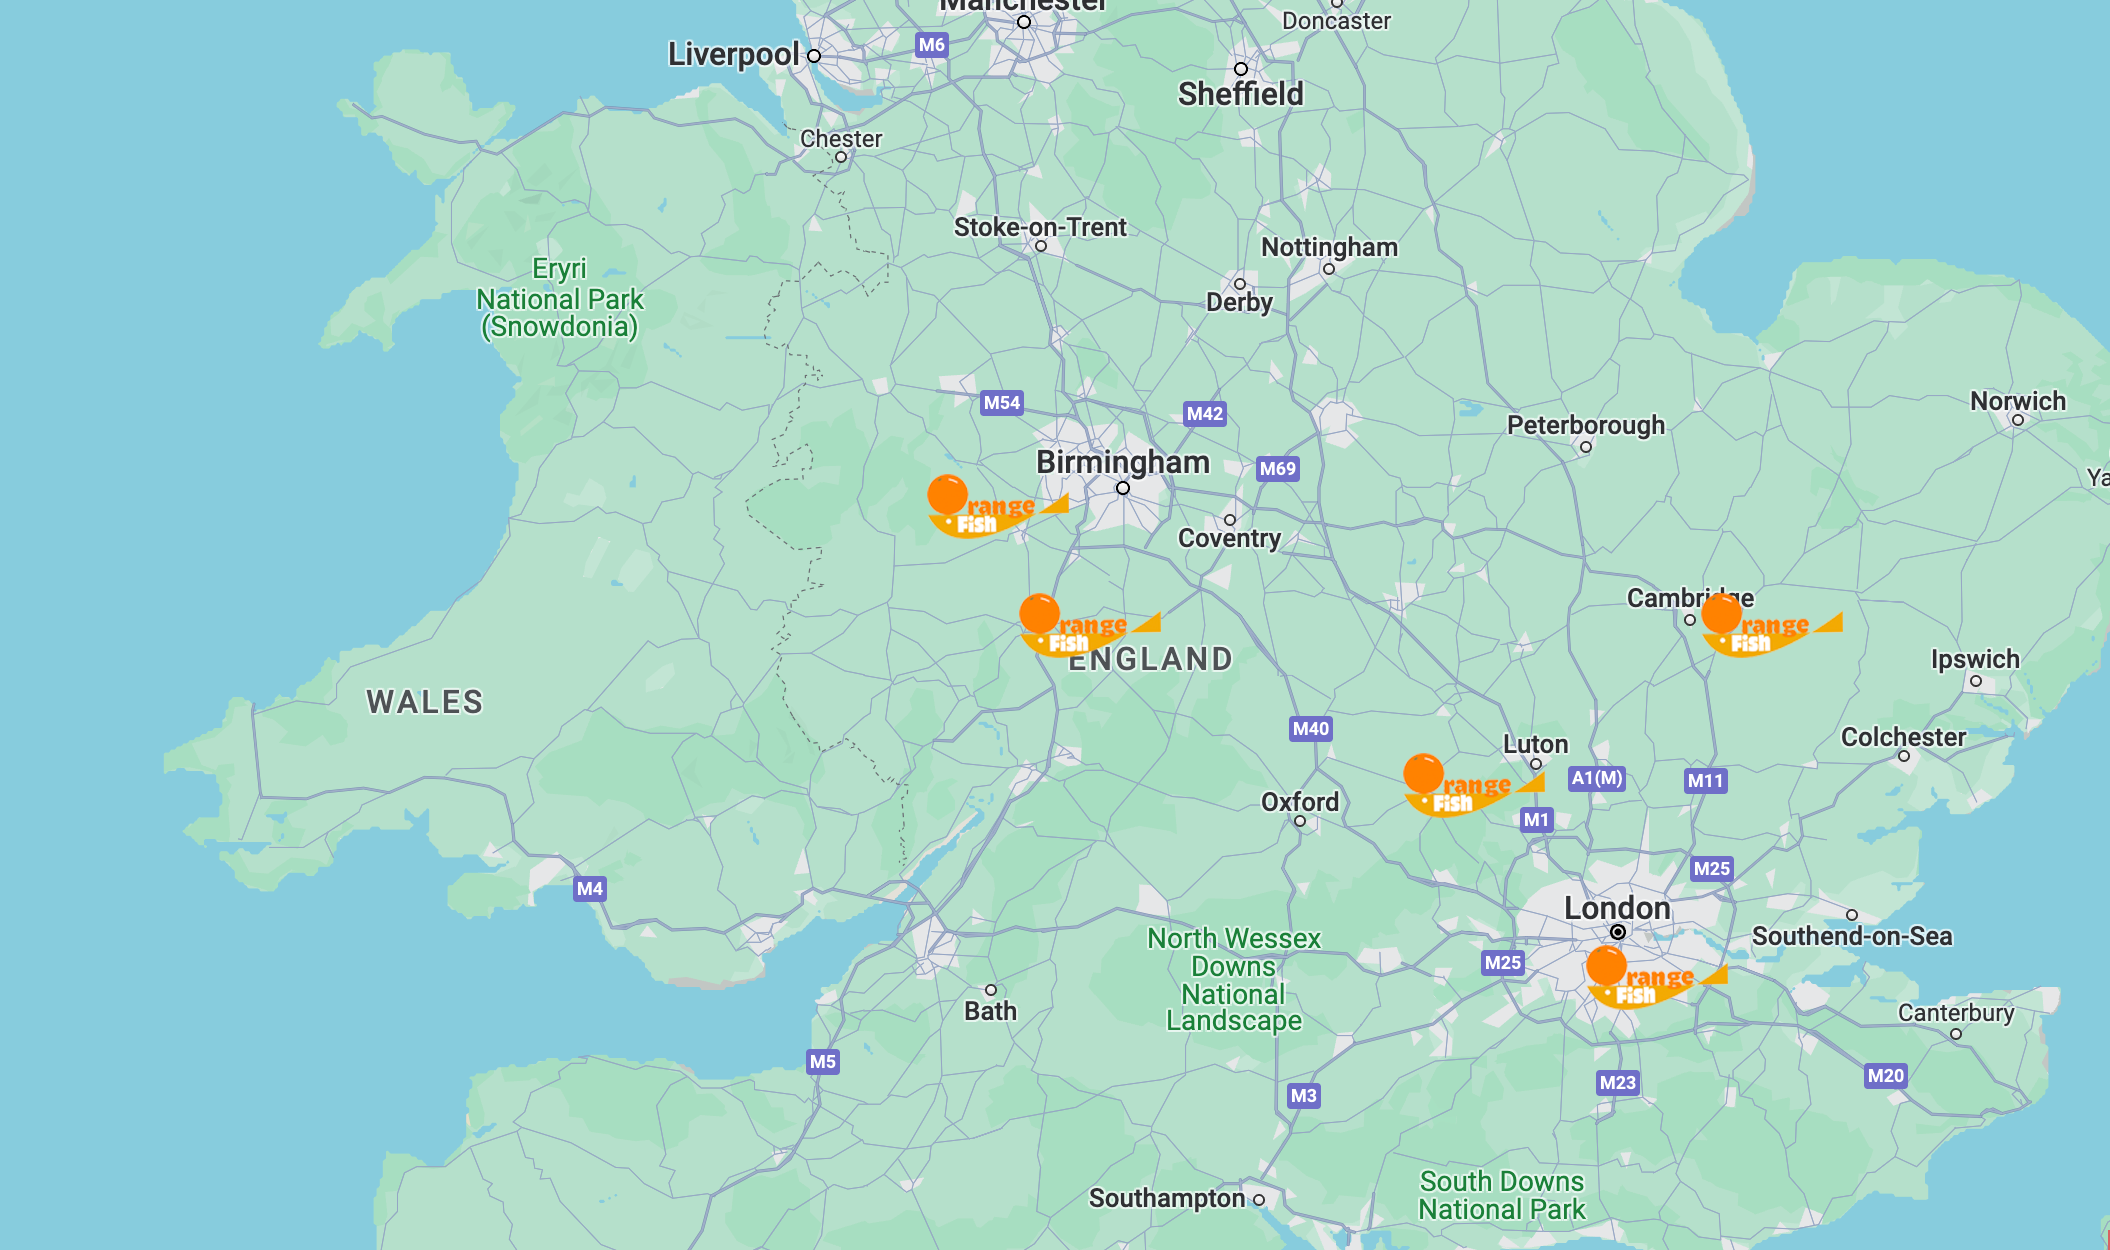 Manchester
Doncaster
Liverpool
M6
Sheffield
Chester
Stoke-on-Trent
Nottingham
Derby
Eryri
National Park
(Snowdonia)
M54
M42
Norwich
Peterborough
Birmingham
M69
Ya
range
Fish
Coventry
Cambridge
range
Fish
range
Fish
ENGLAND
Ipswich
WALES
M40
Luton
Colchester
A1(M)
M11
range
Fish
Oxford
M1
M25
M4
London
Southend-on-Sea
North Wessex
Downs
National
Landscape
M25
range
Fish
Bath
Canterbury
M5
M20
M23
M3
South Downs
National Park
Southampton